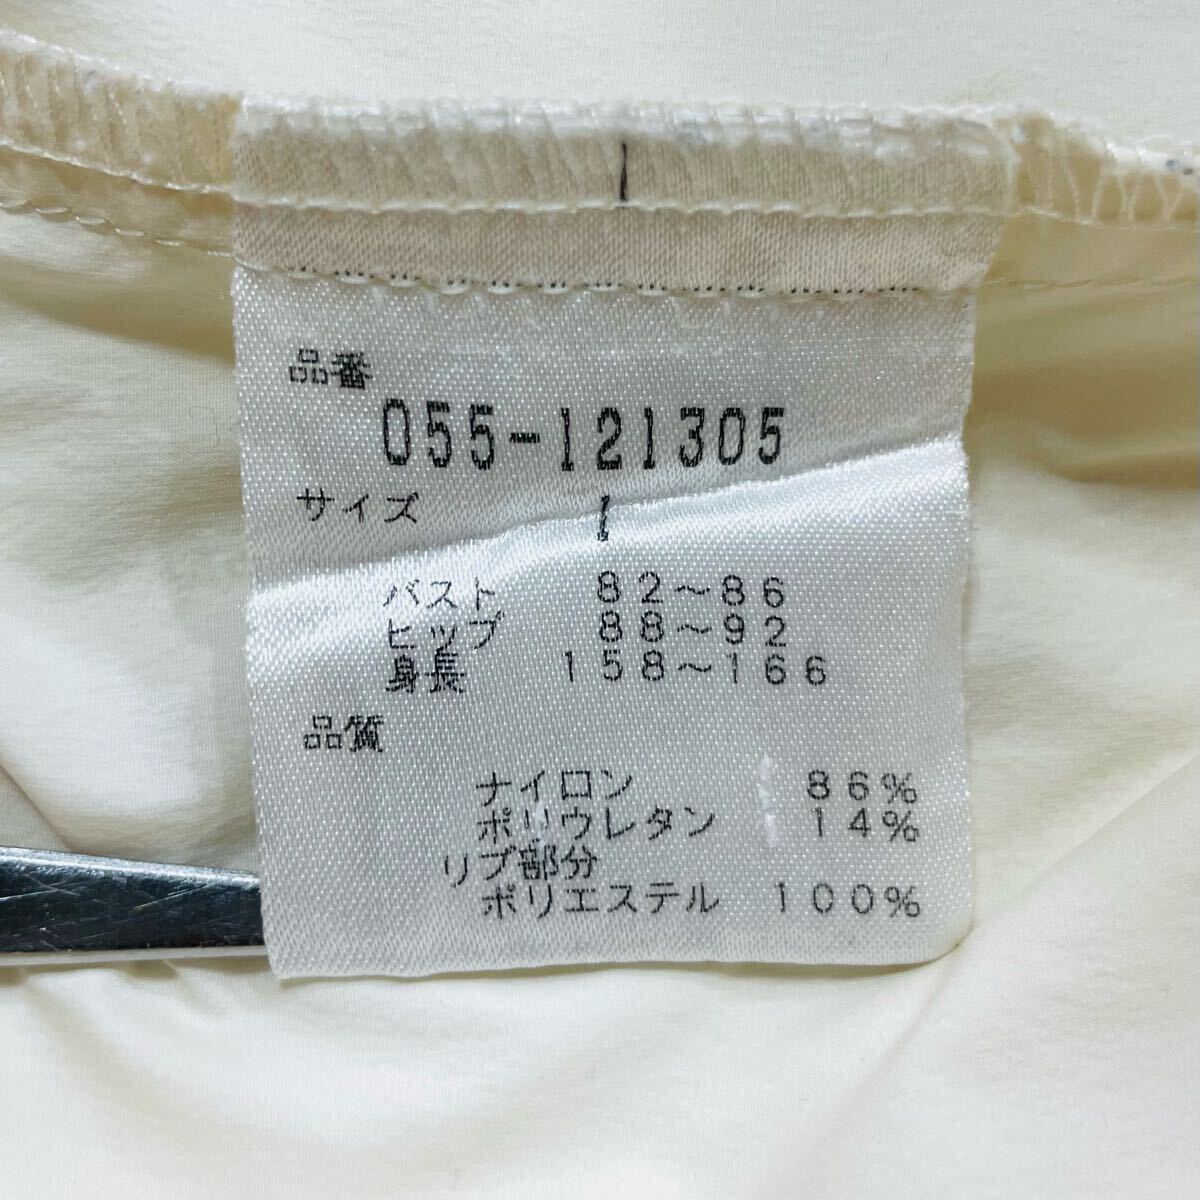 品番
055-121305
サイズ 1
バスト 82~86
ヒップ 88~92
身長 158~166
品質
ナイロン 86%
ポリウレタン 14%
リブ部分
ポリエステル 100%